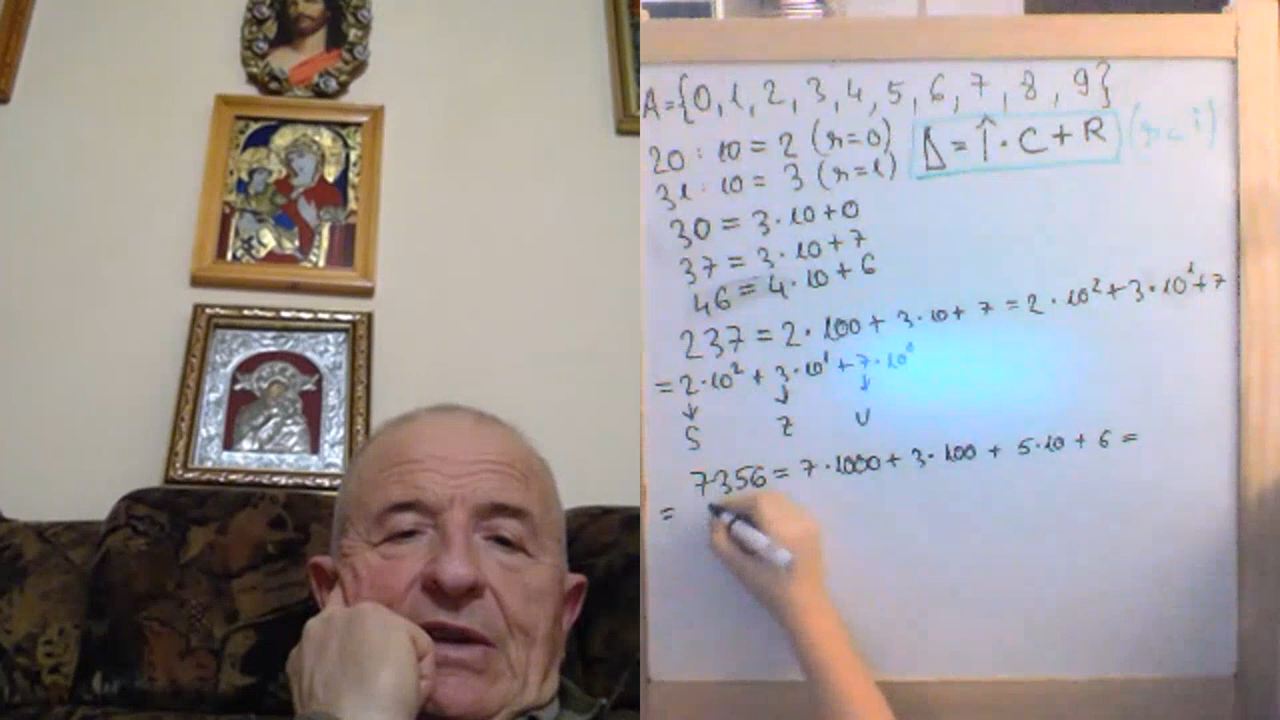 A={0,1,2,3,4,5,6,7,8,9}
20:10=2 (r=0)
31:10=3 (r=1)
D=Î·C+R
30=3·10+0
37=3·10+7
46=4·10+6
237=2·100+3·10+7=2·10²+3·10¹+7
=2·10²+3·10¹+7·10⁰
↓ ↓ ↓
S Z U
7356=7·1000+3·100+5·10+6=
=